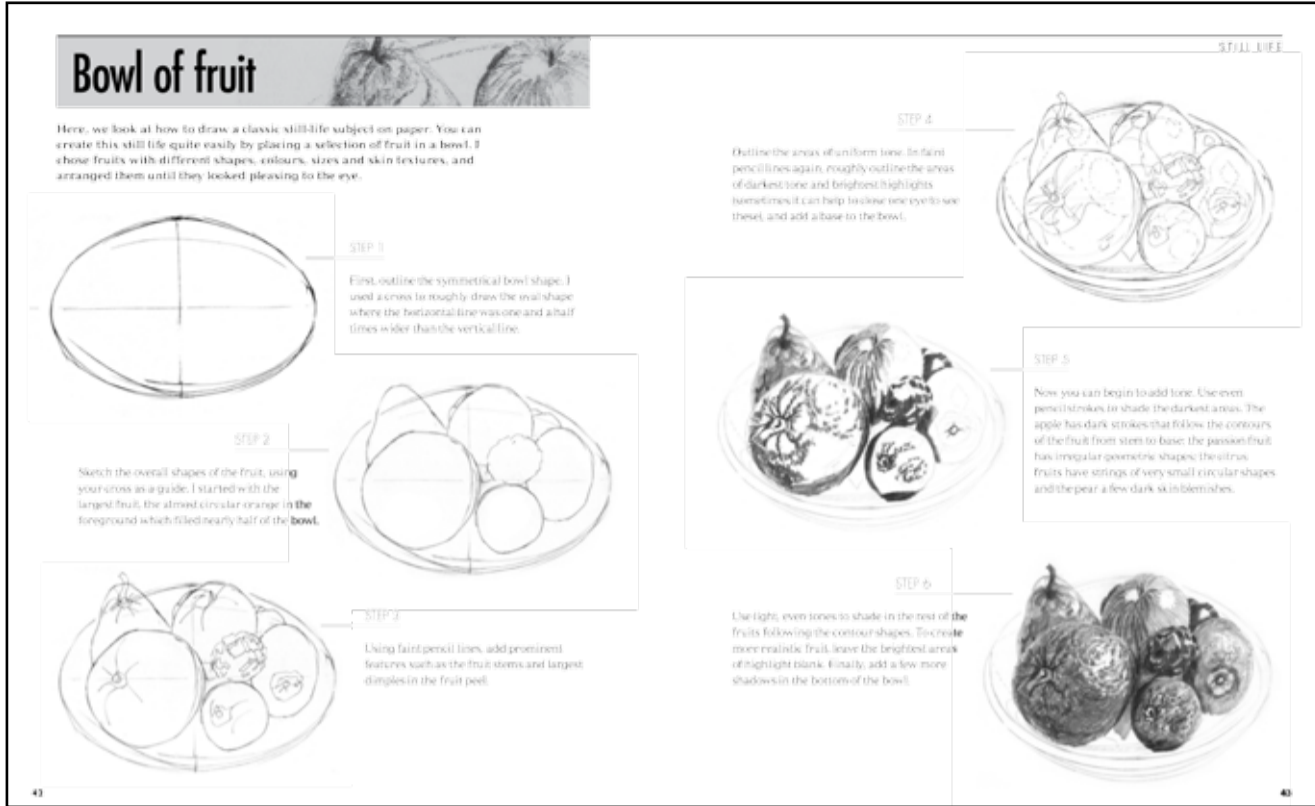 Bowl of fruit
Here, we look at how to draw a classic still-life subject on paper. You can
create this still life quite easily by placing a selection of fruit in a bowl. I
chose fruits with different shapes, colours, sizes and skin textures, and
arranged them until they looked pleasing to the eye.
STEP 1
First, outline the symmetrical bowl shape. I
used a cross to roughly draw the oval shape
where the horizontal line was one and a half
times wider than the vertical line.
STEP 2
Sketch the overall shapes of the fruit, using
your cross as a guide. I started with the
largest fruit, the almost circular orange in the
foreground which filled nearly half of the bowl.
STEP 3
Using faint pencil lines, add prominent
features such as the fruit stems and largest
dimples in the fruit peel.
42
STILL LIFE
STEP 4
Outline the areas of uniform tone. In faint
pencil lines again, roughly outline the areas
of darkest tone and brightest highlights
(sometimes it can help to close one eye to see
these), and add a base to the bowl.
STEP 5
Now you can begin to add tone. Use even
pencil strokes to shade the darkest areas. The
apple has dark strokes that follow the contours
of the fruit from stem to base; the passion fruit
has irregular geometric shapes; the citrus
fruits have strings of very small circular shapes
and the pear a few dark skin blemishes.
STEP 6
Use light, even tones to shade in the rest of the
fruits following the contour shapes. To create
more realistic fruit, leave the brightest areas
of highlight blank. Finally, add a few more
shadows in the bottom of the bowl.